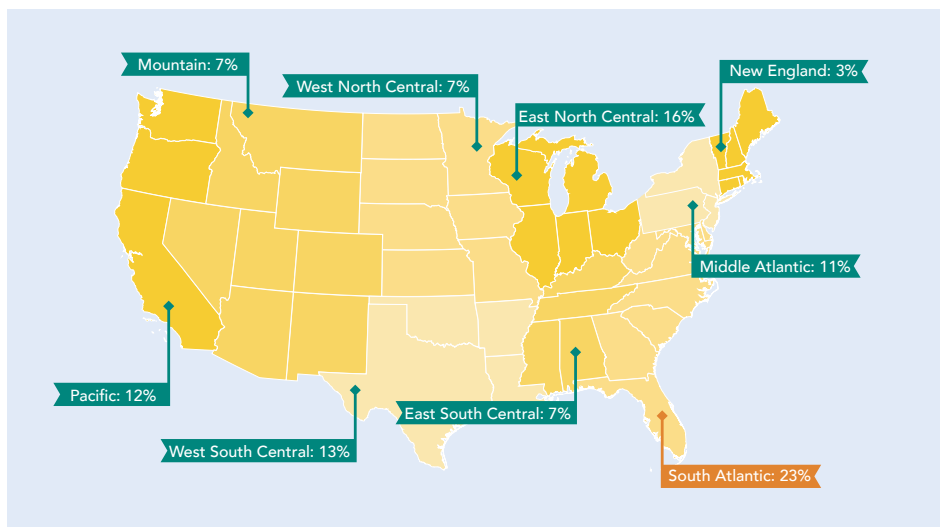 Mountain: 7%
New England: 3%
West North Central: 7%
East North Central: 16%
Middle Atlantic: 11%
Pacific: 12%
East South Central: 7%
West South Central: 13%
South Atlantic: 23%